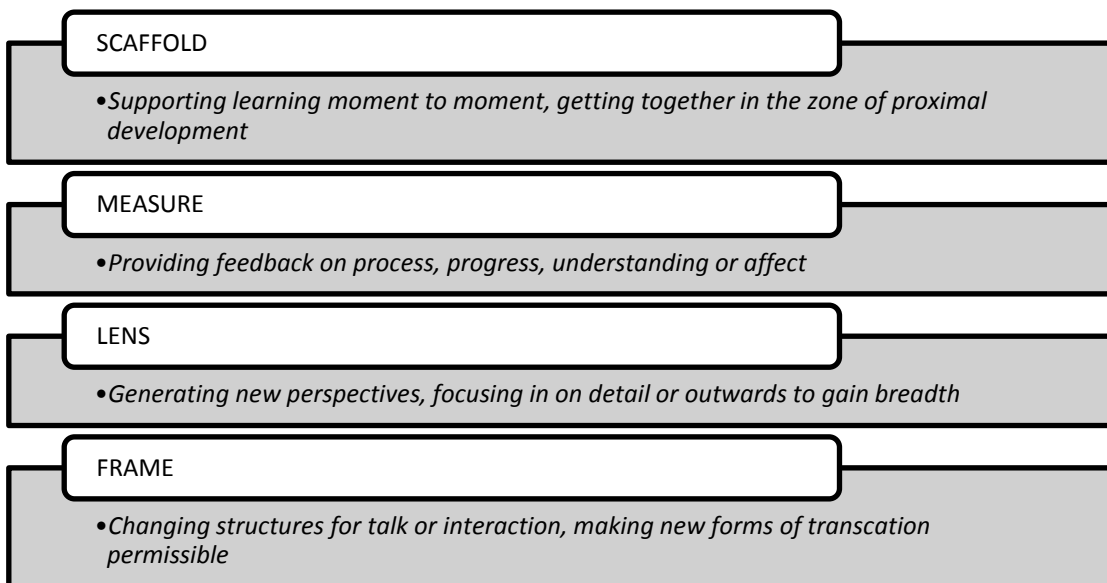 SCAFFOLD
•Supporting learning moment to moment, getting together in the zone of proximal
development
MEASURE
•Providing feedback on process, progress, understanding or affect
LENS
•Generating new perspectives, focusing in on detail or outwards to gain breadth
FRAME
•Changing structures for talk or interaction, making new forms of transcation
permissible